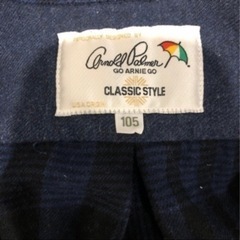 Arnold Palmer
GO ARNIE GO
CLASSIC STYLE
105